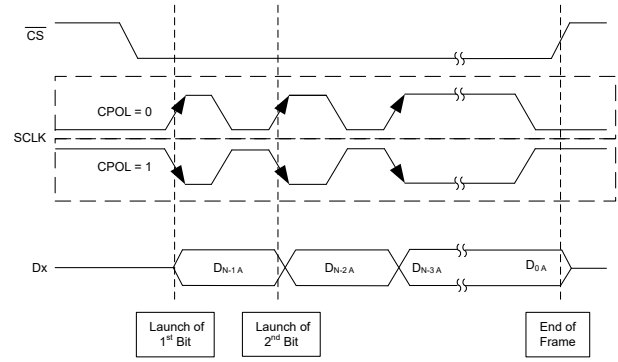 CS
CPOL = 0
SCLK
CPOL = 1
Dx
DN-1 A
DN-2 A
DN-3 A
D0 A
Launch of
1st Bit
Launch of
2nd Bit
End of
Frame